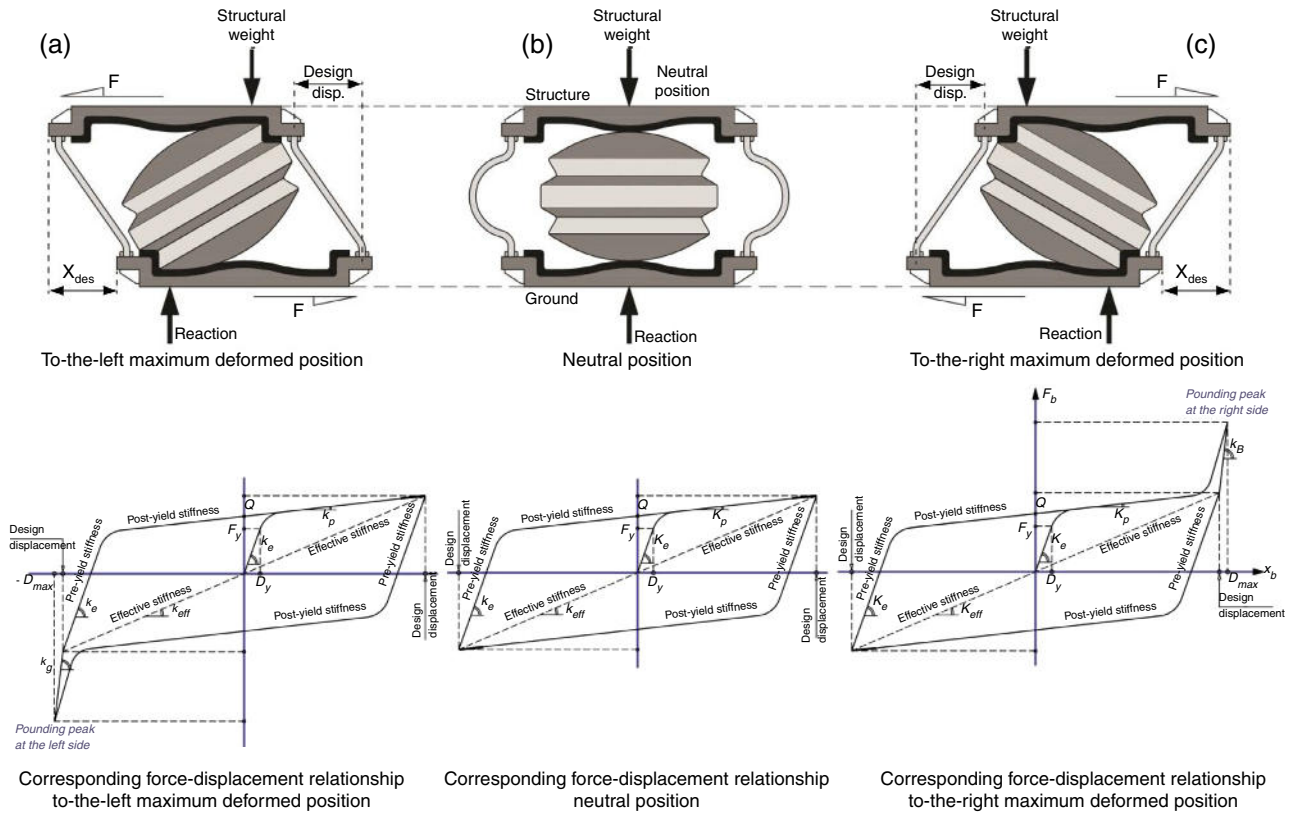 Structural
weight
(a)
F
Design
disp.
X des
F
Reaction
To-the-left maximum deformed position
Structural
weight
(b)
Neutral
position
Structure
Ground
Reaction
Neutral position
Structural
weight
(c)
Design
disp.
F
X des
F
Reaction
To-the-right maximum deformed position
Q
Post-yield stiffness
k p
F y
k e
Effective stiffness
Pre-yield stiffness
Design
displacement
- D max
Pre-yield stiffness
D y
k e
Effective stiffness
k eff
Post-yield stiffness
Design
displacement
k g
Pounding peak
at the left side
Corresponding force-displacement relationship
to-the-left maximum deformed position
Q
Post-yield stiffness
K p
F y
K e
Effective stiffness
Design
displacement
Pre-yield stiffness
Pre-yield stiffness
D y
k e
Effective stiffness
k eff
Post-yield stiffness
Design
displacement
Corresponding force-displacement relationship
neutral position
F b
Pounding peak
at the right side
k B
Q
Post-yield stiffness
K p
F y
K e
Effective stiffness
Design
displacement
Pre-yield stiffness
Pre-yield stiffness
D y
D max
x b
K e
Effective stiffness
K eff
Post-yield stiffness
Design
displacement
Corresponding force-displacement relationship
to-the-right maximum deformed position